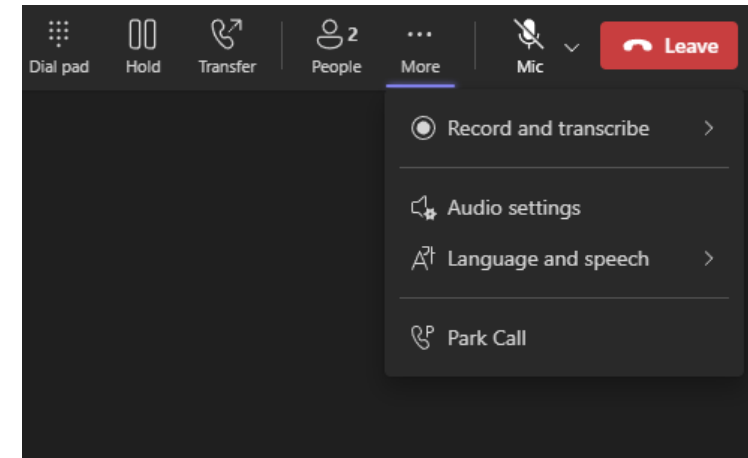 Dial pad Hold Transfer People 2 More Mic Leave
Record and transcribe
Audio settings
Language and speech
Park Call